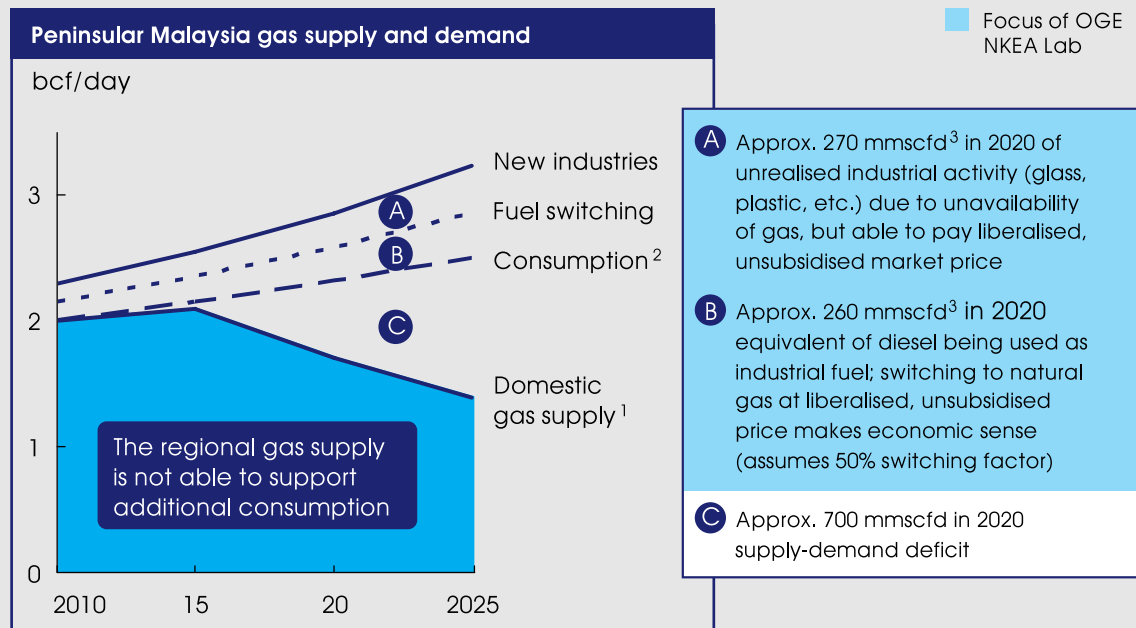 Peninsular Malaysia gas supply and demand
Focus of OGE
NKEA Lab
bcf/day
3
2
1
0
2010
15
20
2025
New industries
Fuel switching
Consumption 2
Domestic
gas supply 1
A
B
C
The regional gas supply
is not able to support
additional consumption
A Approx. 270 mmscfd3 in 2020 of
unrealised industrial activity (glass,
plastic, etc.) due to unavailability
of gas, but able to pay liberalised,
unsubsidised market price
B Approx. 260 mmscfd3 in 2020
equivalent of diesel being used as
industrial fuel; switching to natural
gas at liberalised, unsubsidised
price makes economic sense
(assumes 50% switching factor)
C Approx. 700 mmscfd in 2020
supply-demand deficit